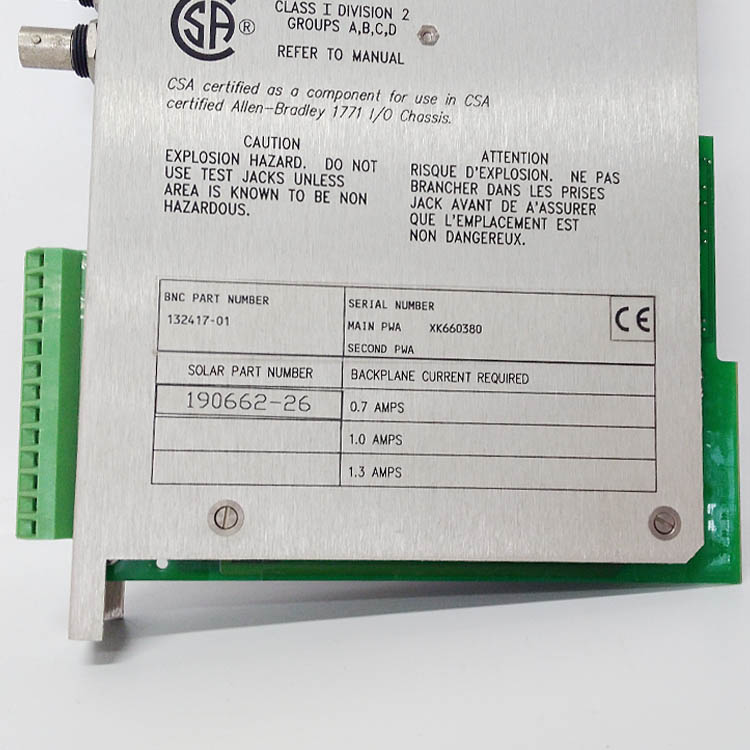 CLASS I DIVISION 2
GROUPS A,B,C,D
REFER TO MANUAL
CSA ®
CSA certified as a component for use in CSA
certified Allen-Bradley 1771 I/O Chassis.
CAUTION
EXPLOSION HAZARD. DO NOT
USE TEST JACKS UNLESS
AREA IS KNOWN TO BE NON
HAZARDOUS.
ATTENTION
RISQUE D'EXPLOSION. NE PAS
BRANCHER DANS LES PRISES
JACK AVANT DE A'ASSURER
QUE L'EMPLACEMENT EST
NON DANGEREUX.
BNC PART NUMBER
132417-01
SERIAL NUMBER
MAIN PWA XK660380
SECOND PWA
CE
SOLAR PART NUMBER
BACKPLANE CURRENT REQUIRED
190662-26
0.7 AMPS
1.0 AMPS
1.3 AMPS